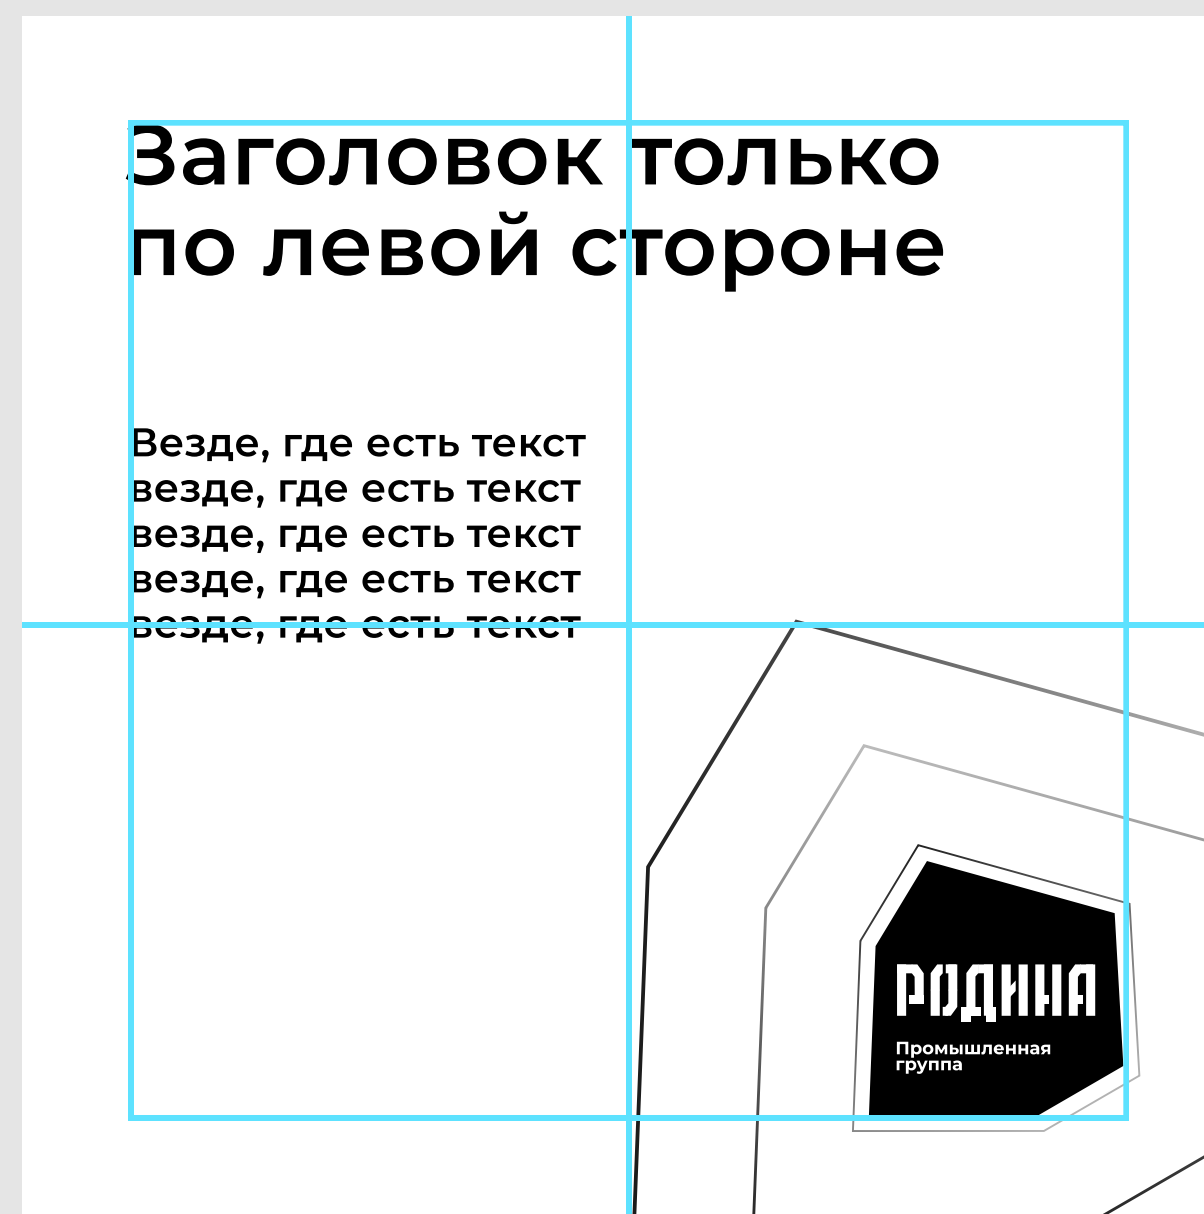 Заголовок только
по левой стороне
Везде, где есть текст
везде, где есть текст
везде, где есть текст
везде, где есть текст
везде, где есть текст
РОДИНА
Промышленная
группа